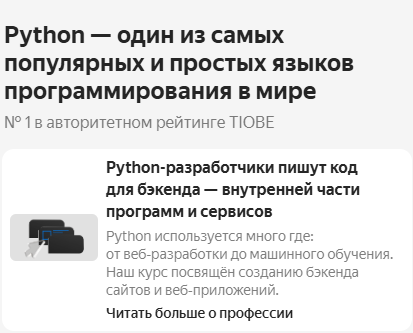 Python — один из самых
популярных и простых языков
программирования в мире
№ 1 в авторитетном рейтинге TIOBE
Python-разработчики пишут код
для бэкенда — внутренней части
программ и сервисов
Python используется много где:
от веб-разработки до машинного обучения.
Наш курс посвящён созданию бэкенда
сайтов и веб-приложений.
Читать больше о профессии